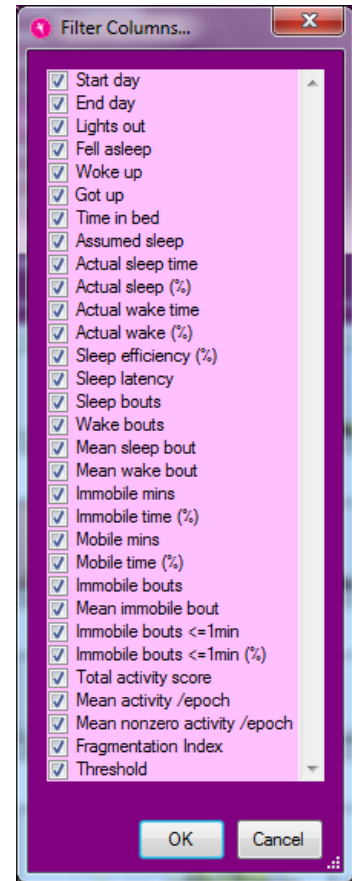 Filter Columns...
Start day
End day
Lights out
Fell asleep
Woke up
Got up
Time in bed
Assumed sleep
Actual sleep time
Actual sleep (%)
Actual wake time
Actual wake (%)
Sleep efficiency (%)
Sleep latency
Sleep bouts
Wake bouts
Mean sleep bout
Mean wake bout
Immobile mins
Immobile time (%)
Mobile mins
Mobile time (%)
Immobile bouts
Mean immobile bout
Immobile bouts <=1min
Immobile bouts <=1min (%)
Total activity score
Mean activity /epoch
Mean nonzero activity /epoch
Fragmentation Index
Threshold
OK Cancel